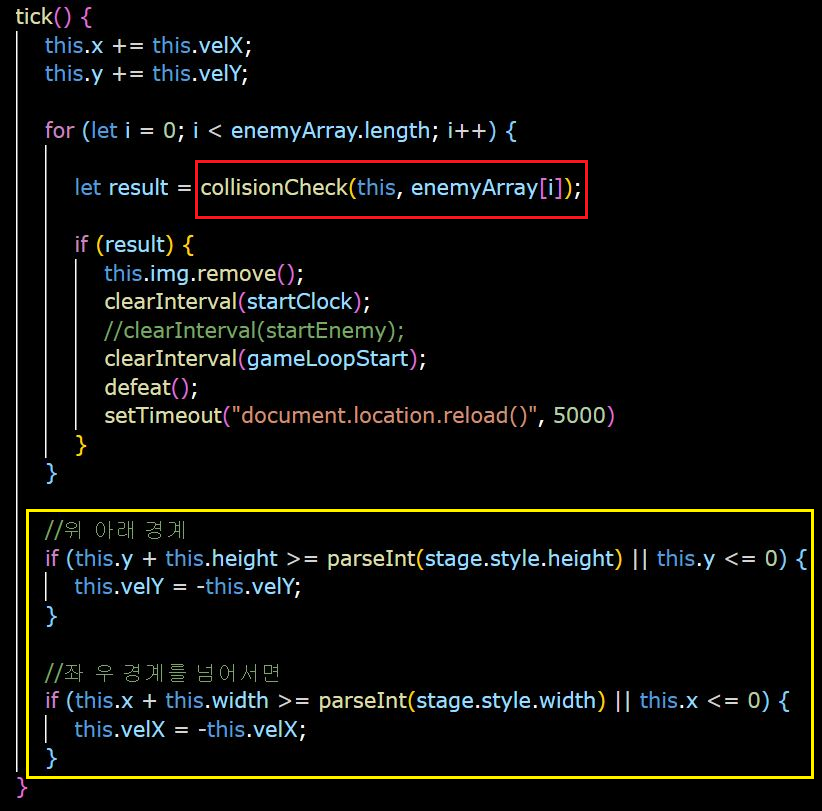 tick() {
this.x += this.velX;
this.y += this.velY;
for (let i = 0; i < enemyArray.length; i++) {
let result = collisionCheck(this, enemyArray[i]);
if (result) {
this.img.remove();
clearInterval(startClock);
//clearInterval(startEnemy);
clearInterval(gameLoopStart);
defeat();
setTimeout("document.location.reload()", 5000)
}
}
//위 아래 경계
if (this.y + this.height >= parseInt(stage.style.height) || this.y <= 0) {
this.velY = -this.velY;
}
//좌 우 경계를 넘어서면
if (this.x + this.width >= parseInt(stage.style.width) || this.x <= 0) {
this.velX = -this.velX;
}
}